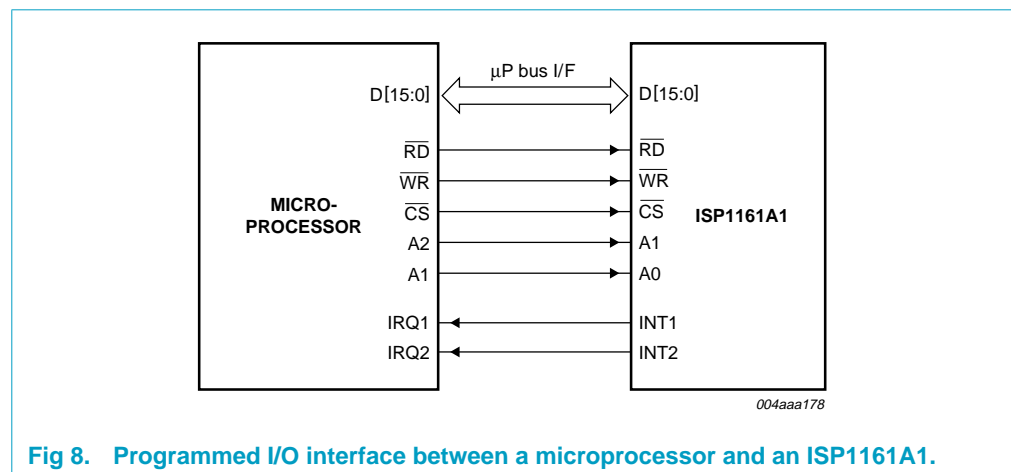 µP bus I/F
D[15:0] D[15:0]
RD RD
WR WR
MICRO-
PROCESSOR
CS CS
ISP1161A1
A2 A1
A1 A0
IRQ1 INT1
IRQ2 INT2
004aaa178
Fig 8. Programmed I/O interface between a microprocessor and an ISP1161A1.